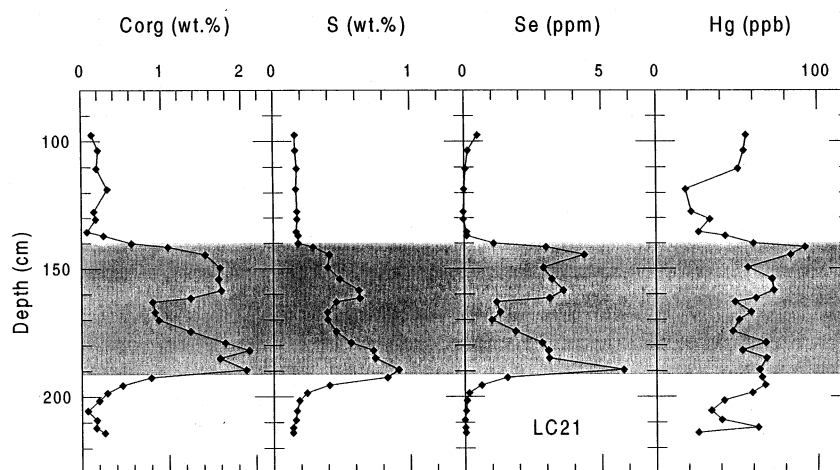 Corg (wt.%) S (wt.%) Se (ppm) Hg (ppb)
0 1 2 0 1 0 5 0 100
100
150
200
Depth (cm)
LC21